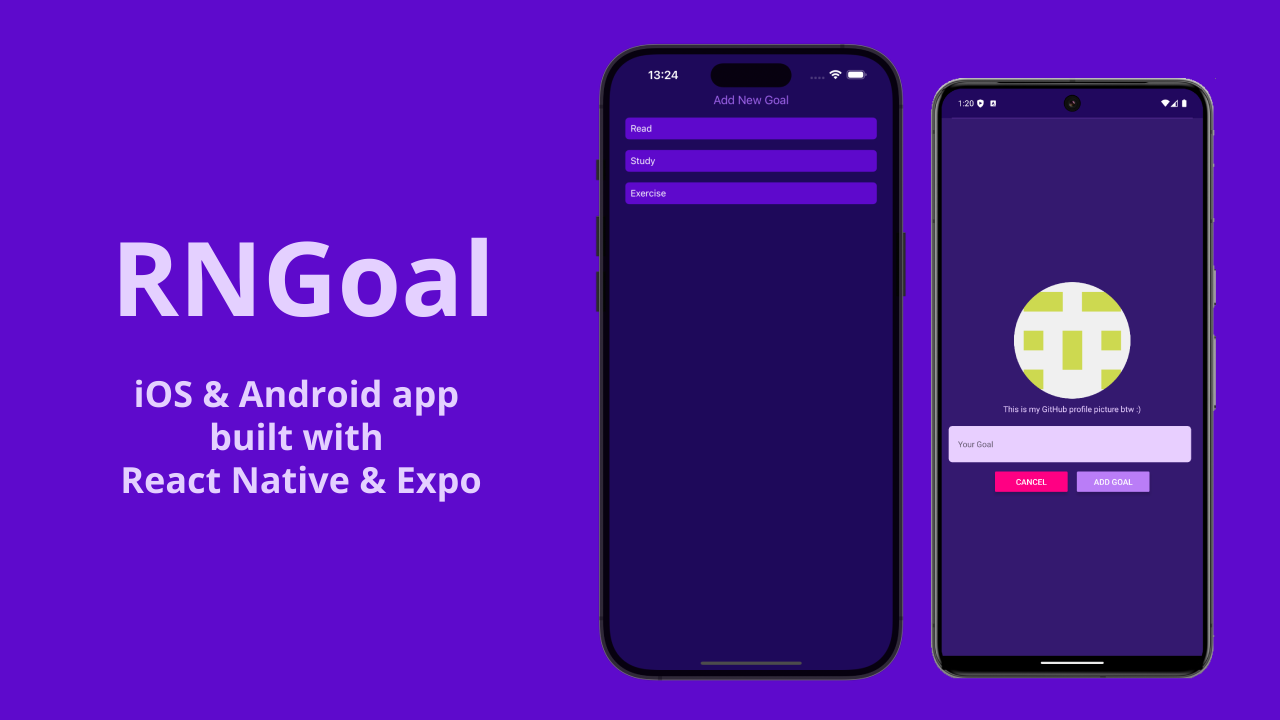 RNGoal
iOS & Android app
built with
React Native & Expo
13:24
Add New Goal
Read
Study
Exercise
1:20
This is my GitHub profile picture btw :)
Your Goal
CANCEL
ADD GOAL